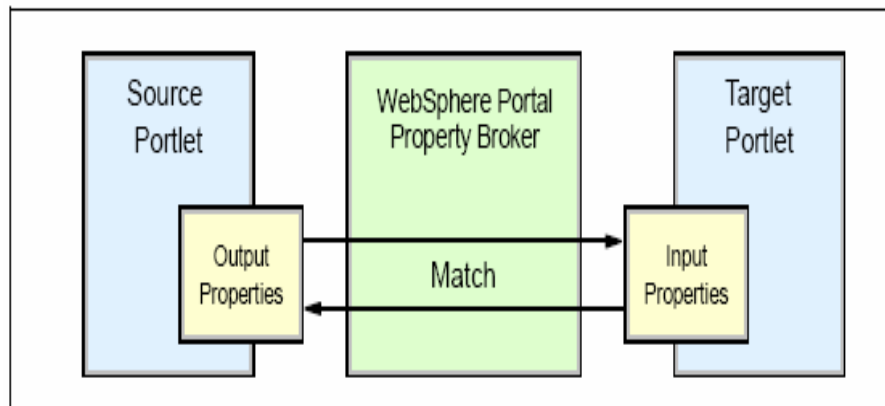 Source
Portlet
WebSphere Portal
Property Broker
Target
Portlet
Output
Properties
Match
Input
Properties